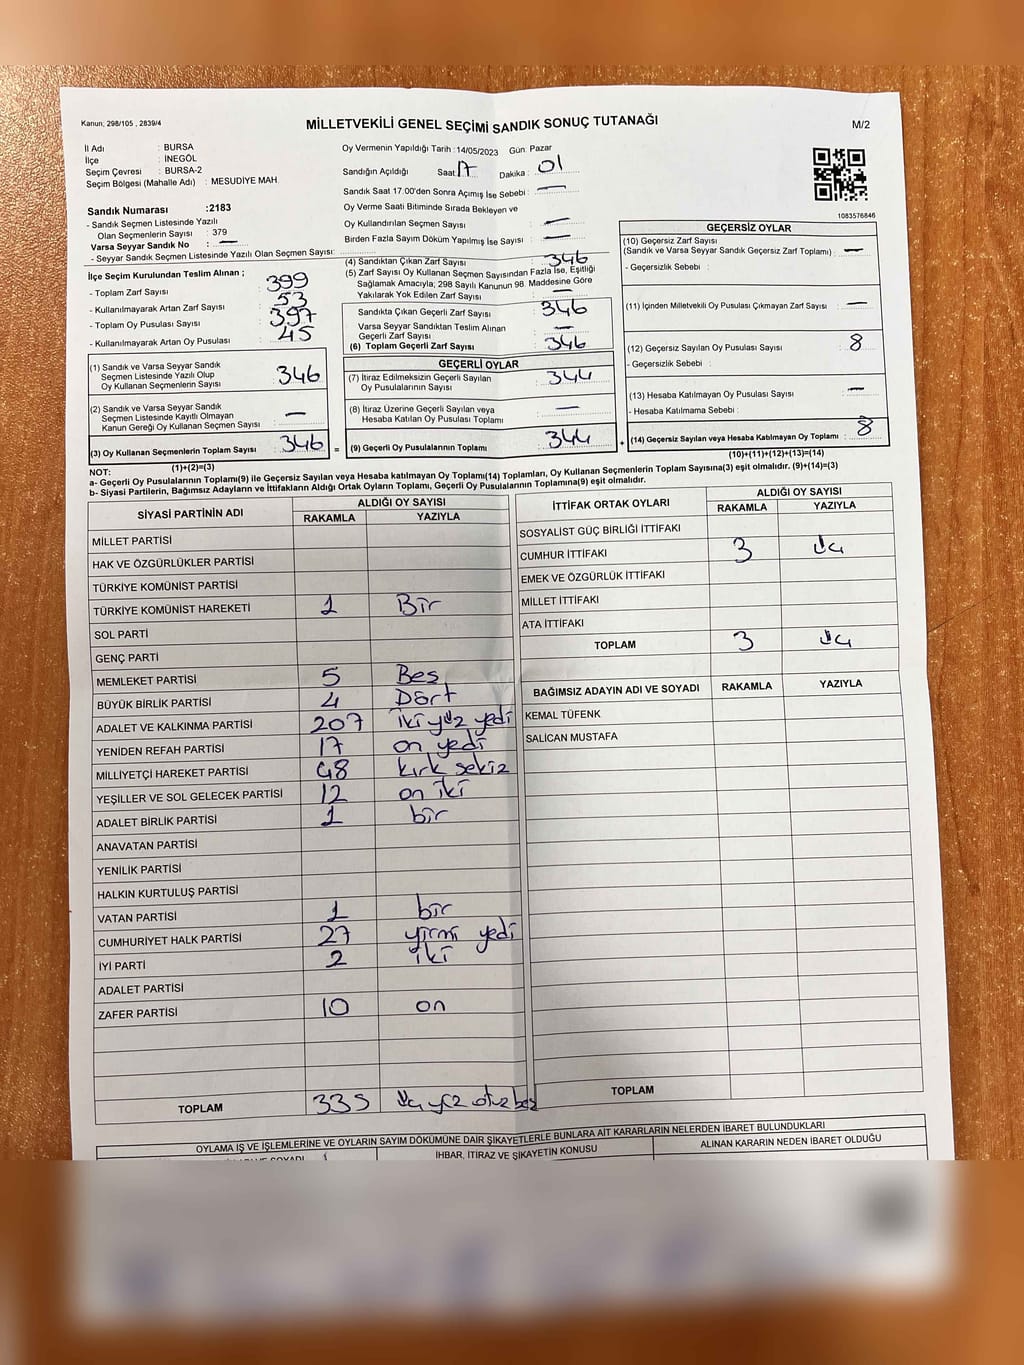 Kanun; 298/105 , 2839/4
MİLLETVEKİLİ GENEL SEÇİMİ SANDIK SONUÇ TUTANAĞI
M/2
İl Adı : BURSA
İlçe : İNEGÖL
Seçim Çevresi : BURSA-2
Seçim Bölgesi (Mahalle Adı) : MESUDİYE MAH.
Oy Vermenin Yapıldığı Tarih :14/05/2023 Gün: Pazar
Sandığın Açıldığı Saat: 17 Dakika : 01
Sandık Saat 17:00'den Sonra Açımış İse Sebebi : —
Oy Verme Saati Bitiminde Sırada Bekleyen ve
Oy Kullandırılan Seçmen Sayısı : —
Birden Fazla Sayım Döküm Yapılmış İse Sayısı : —
1083576846
Sandık Numarası :2183
- Sandık Seçmen Listesinde Yazılı
Olan Seçmenlerin Sayısı : 379
Varsa Seyyar Sandık No : —
- Seyyar Sandık Seçmen Listesinde Yazılı Olan Seçmen Sayısı:
İlçe Seçim Kurulundan Teslim Alınan ;
- Toplam Zarf Sayısı : 399
- Kullanılmayarak Artan Zarf Sayısı : 53
- Toplam Oy Pusulası Sayısı : 397
- Kullanılmayarak Artan Oy Pusulası : 45
(1) Sandık ve Varsa Seyyar Sandık
Seçmen Listesinde Yazılı Olup
Oy Kullanan Seçmenlerin Sayısı : 346
(2) Sandık ve Varsa Seyyar Sandık
Seçmen Listesinde Kayıtlı Olmayan
Kanun Gereği Oy Kullanan Seçmen Sayısı : —
(3) Oy Kullanan Seçmenlerin Toplam Sayısı : 346 =
(1)+(2)=(3)
(4) Sandıktan Çıkan Zarf Sayısı : 346
(5) Zarf Sayısı Oy Kullanan Seçmen Sayısından Fazla İse, Eşitliği
Sağlamak Amacıyla; 298 Sayılı Kanunun 98. Maddesine Göre
Yakılarak Yok Edilen Zarf Sayısı : —
Sandıkta Çıkan Geçerli Zarf Sayısı : 346
Varsa Seyyar Sandıktan Teslim Alınan
Geçerli Zarf Sayısı : —
(6) Toplam Geçerli Zarf Sayısı : 346
GEÇERLİ OYLAR
(7) İtiraz Edilmeksizin Geçerli Sayılan
Oy Pusulalarının Sayısı : 344
(8) İtiraz Üzerine Geçerli Sayılan veya
Hesaba Katılan Oy Pusulası Toplamı : —
(9) Geçerli Oy Pusulalarının Toplamı : 344 +
GEÇERSİZ OYLAR
(10) Geçersiz Zarf Sayısı
(Sandık ve Varsa Seyyar Sandık Geçersiz Zarf Toplamı) : —
- Geçersizlik Sebebi :
(11) İçinden Milletvekili Oy Pusulası Çıkmayan Zarf Sayısı : —
(12) Geçersiz Sayılan Oy Pusulası Sayısı : 8
- Geçersizlik Sebebi :
(13) Hesaba Katılmayan Oy Pusulası Sayısı : —
- Hesaba Katılmama Sebebi :
(14) Geçersiz Sayılan veya Hesaba Katılmayan Oy Toplamı : 8
(10)+(11)+(12)+(13)=(14)
NOT:
a- Geçerli Oy Pusulalarının Toplamı(9) ile Geçersiz Sayılan veya Hesaba katılmayan Oy Toplamı(14) Toplamları, Oy Kullanan Seçmenlerin Toplam Sayısına(3) eşit olmalıdır. (9)+(14)=(3)
b- Siyasi Partilerin, Bağımsız Adayların ve İttifakların Aldığı Ortak Oyların Toplamı, Geçerli Oy Pusulalarının Toplamına(9) eşit olmalıdır.
SİYASİ PARTİNİN ADI ALDIĞI OY SAYISI
RAKAMLA YAZIYLA
MİLLET PARTİSİ
HAK VE ÖZGÜRLÜKLER PARTİSİ
TÜRKİYE KOMÜNİST PARTİSİ
TÜRKİYE KOMÜNİST HAREKETİ 1 Bir
SOL PARTİ
GENÇ PARTİ
MEMLEKET PARTİSİ 5 Beş
BÜYÜK BİRLİK PARTİSİ 4 Dört
ADALET VE KALKINMA PARTİSİ 207 iki yüz yedi
YENİDEN REFAH PARTİSİ 17 on yedi
MİLLİYETÇİ HAREKET PARTİSİ 48 kırk sekiz
YEŞİLLER VE SOL GELECEK PARTİSİ 12 on iki
ADALET BİRLİK PARTİSİ 1 bir
ANAVATAN PARTİSİ
YENİLİK PARTİSİ
HALKIN KURTULUŞ PARTİSİ
VATAN PARTİSİ 1 bir
CUMHURİYET HALK PARTİSİ 27 yirmi yedi
İYİ PARTİ 2 iki
ADALET PARTİSİ
ZAFER PARTİSİ 10 on
TOPLAM 335 üç yüz otuz beş
İTTİFAK ORTAK OYLARI ALDIĞI OY SAYISI
RAKAMLA YAZIYLA
SOSYALİST GÜÇ BİRLİĞİ İTTİFAKI
CUMHUR İTTİFAKI 3 üç
EMEK VE ÖZGÜRLÜK İTTİFAKI
MİLLET İTTİFAKI
ATA İTTİFAKI
TOPLAM 3 üç
BAĞIMSIZ ADAYIN ADI VE SOYADI RAKAMLA YAZIYLA
KEMAL TÜFENK
SALİCAN MUSTAFA
TOPLAM
OYLAMA İŞ VE İŞLEMLERİNE VE OYLARIN SAYIM DÖKÜMÜNE DAİR ŞİKAYETLERLE BUNLARA AİT KARARLARIN NELERDEN İBARET BULUNDUKLARI
İHBAR, İTİRAZ VE ŞİKAYETİN KONUSU
ALINAN KARARIN NEDEN İBARET OLDUĞU